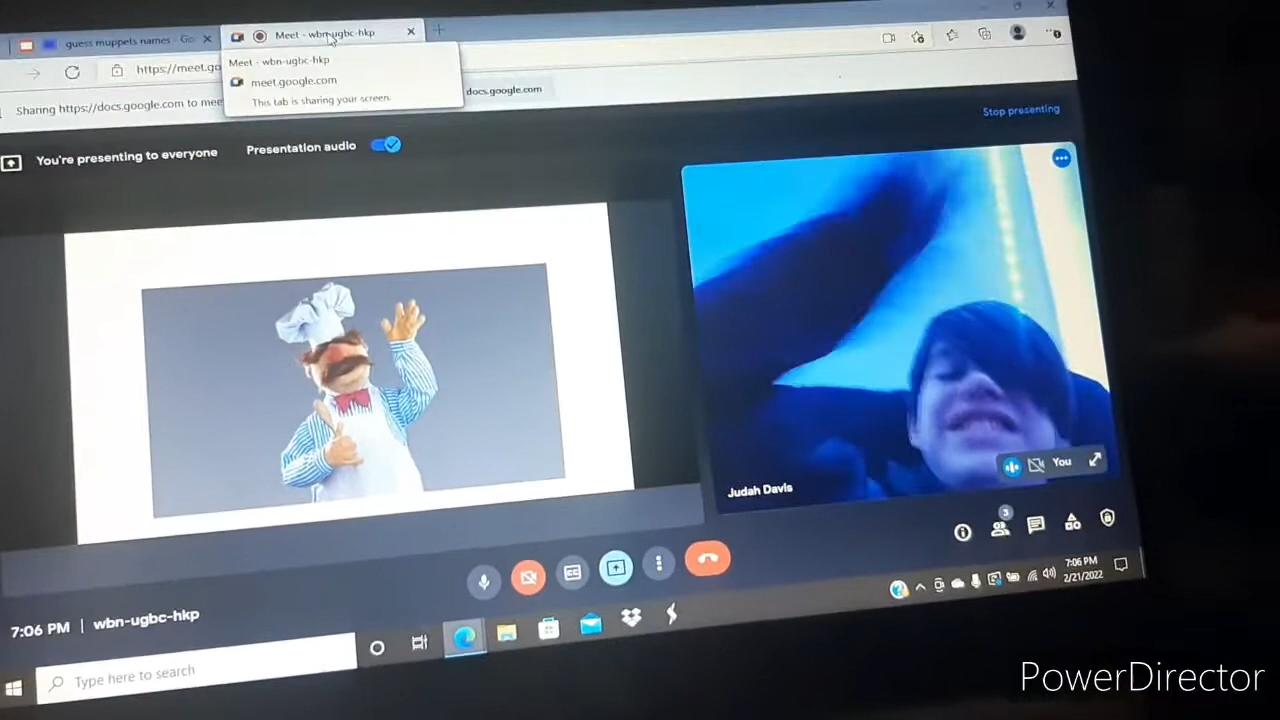 guess muppets names - Go
Meet - wbn-ugbc-hkp
Meet - wbn-ugbc-hkp
https://meet.go
meet.google.com
This tab is sharing your screen.
Sharing https://docs.google.com to mee
docs.google.com
Stop presenting
You're presenting to everyone
Presentation audio
You
Judah Davis
3
7:06 PM | wbn-ugbc-hkp
7:06 PM
2/21/2022
Type here to search
PowerDirector